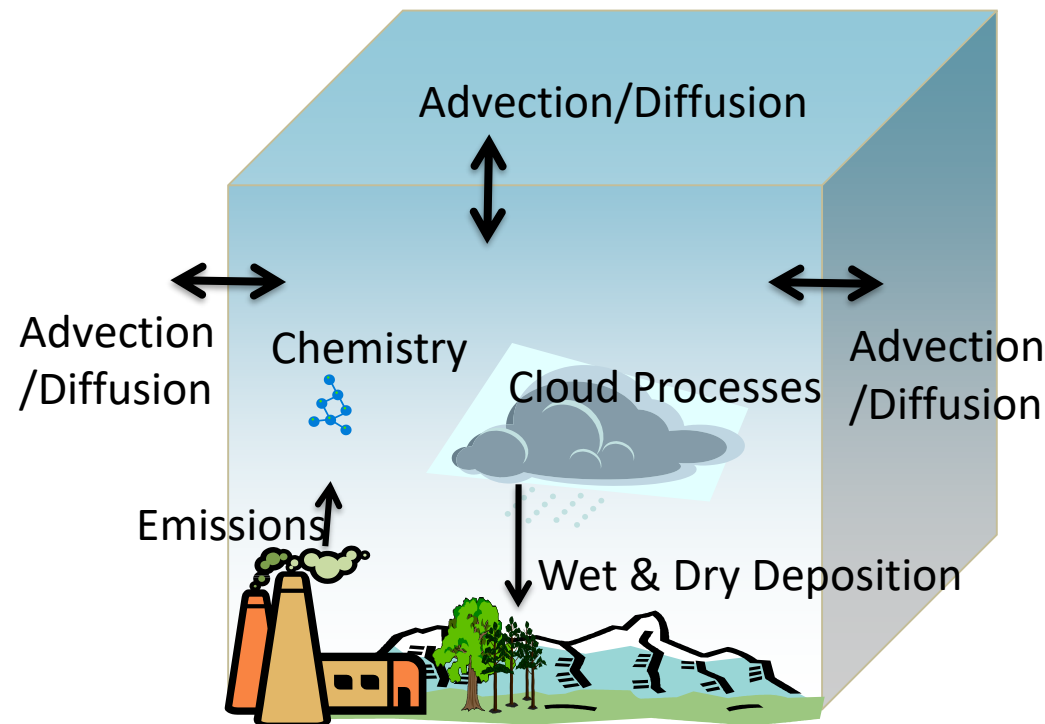 Advection/Diffusion
Advection
/Diffusion
Chemistry
Cloud Processes
Advection
/Diffusion
Emissions
Wet & Dry Deposition